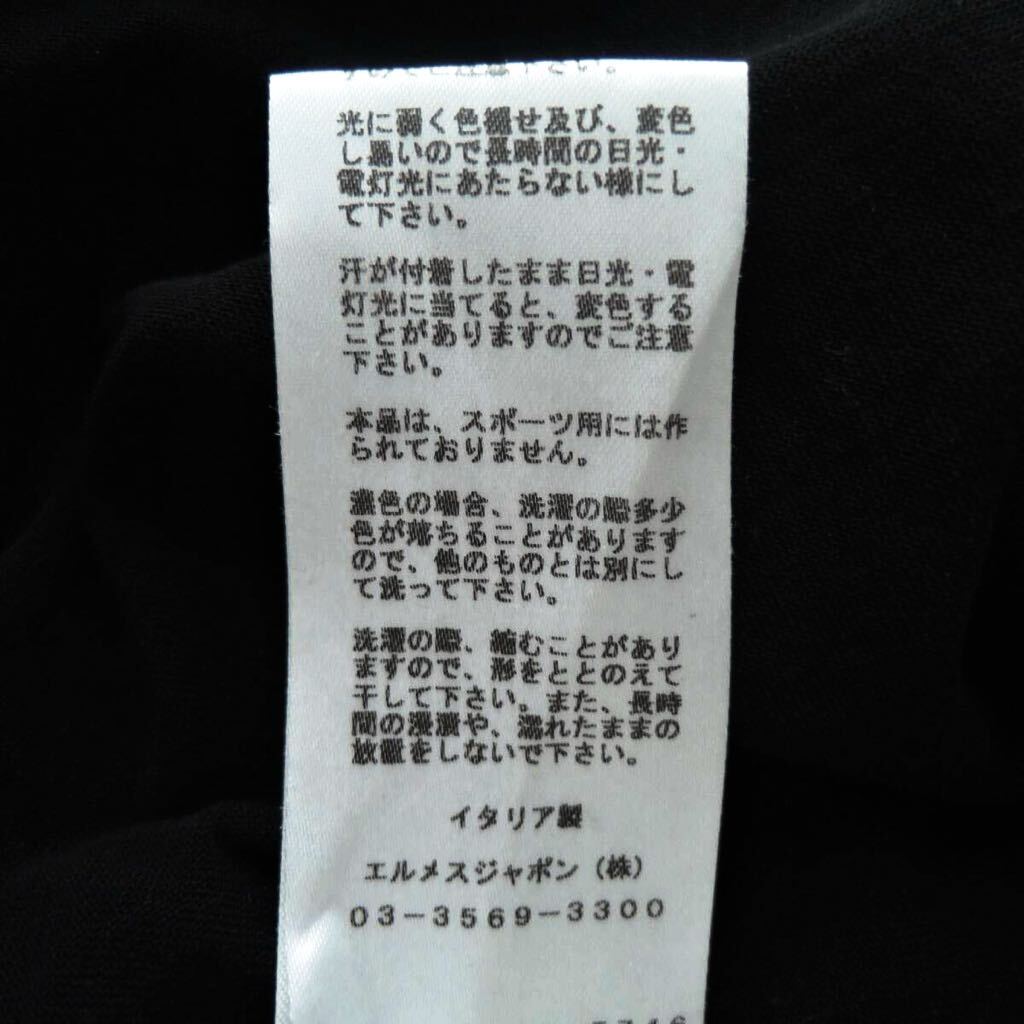 すのでご注意下さい。
光に弱く色褪せ及び、変色
し易いので長時間の日光・
電灯光にあたらない様にし
て下さい。
汗が付着したまま日光・電
灯光に当てると、変色する
ことがありますのでご注意
下さい。
本品は、スポーツ用には作
られておりません。
濃色の場合、洗濯の際多少
色が落ちることがあります
ので、他のものとは別にし
て洗って下さい。
洗濯の際、縮むことがあり
ますので、形をととのえて
干して下さい。また、長時
間の浸漬や、濡れたままの
放置をしないで下さい。
イタリア製
エルメスジャポン（株）
03-3569-3300